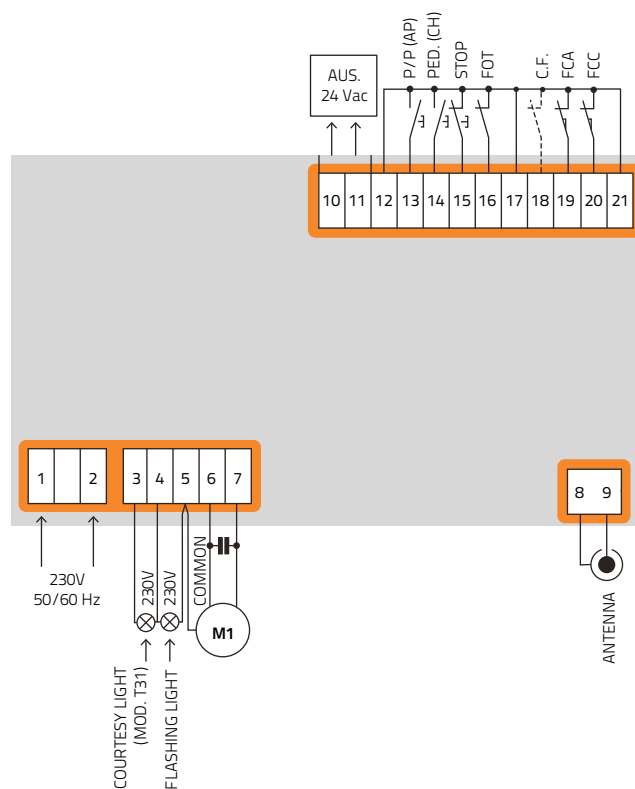 AUS.
24 Vac
P/P (AP)
PED. (CH)
STOP
FOT
C.F.
FCA
FCC
10 11 12 13 14 15 16 17 18 19 20 21
1 2 3 4 5 6 7
8 9
230V
50/60 Hz
230V
230V
COMMON
M1
COURTESY LIGHT
(MOD. T31)
FLASHING LIGHT
ANTENNA